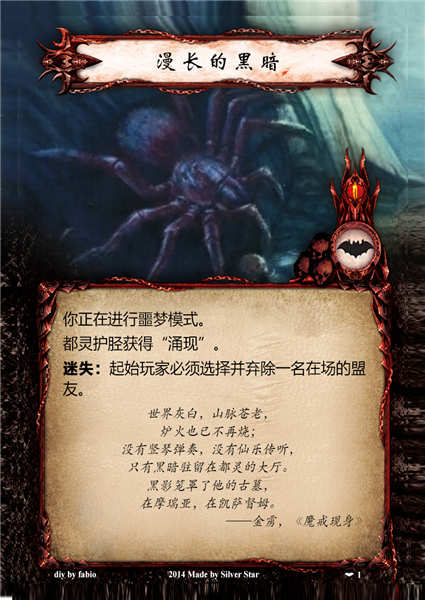 漫长的黑暗
你正在进行噩梦模式。
都灵护胫获得“涌现”。
迷失：起始玩家必须选择并弃除一名在场的盟
友。
世界灰白，山脉苍老，
炉火也已不再烧；
没有竖琴弹奏，没有仙乐传听，
只有黑暗驻留在都灵的大厅。
黑影笼罩了他的古墓，
在摩瑞亚，在凯萨督姆。
——金雳，《魔戒现身》
diy by fabio 2014 Made by Silver Star 1